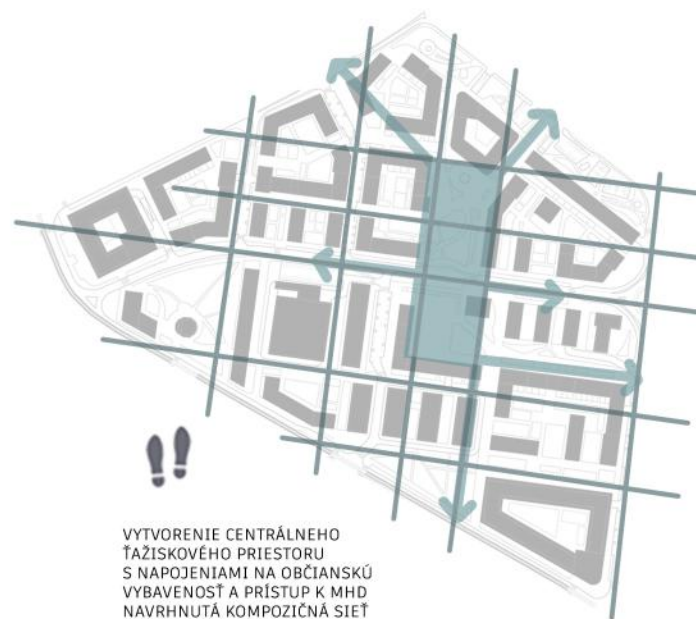 VYTVORENIE CENTRÁLNEHO
ŤAŽISKOVÉHO PRIESTORU
S NAPOJENIAMI NA OBČIANSKÚ
VYBAVENOSŤ A PRÍSTUP K MHD
NAVRHNUTÁ KOMPOZIČNÁ SIEŤ